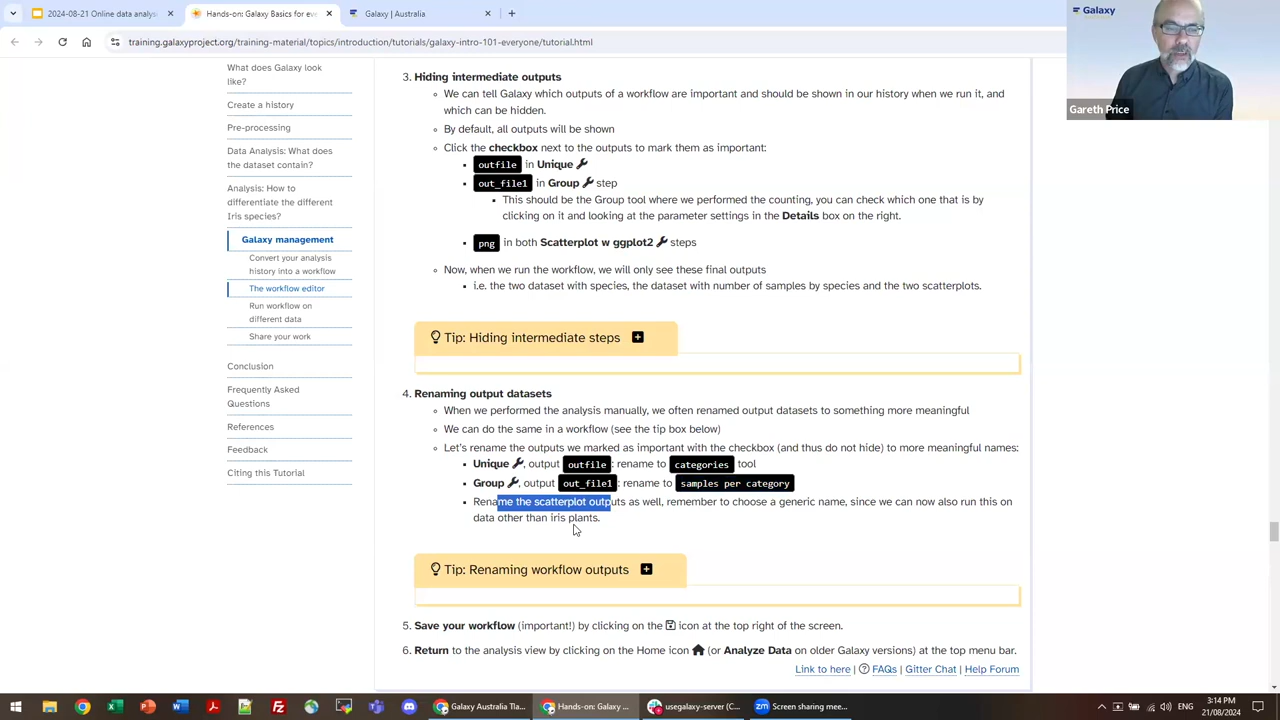 2024-08-21 Online data analysi
Hands-on: Galaxy Basics for eve
Galaxy | Australia
training.galaxyproject.org/training-material/topics/introduction/tutorials/galaxy-intro-101-everyone/tutorial.html
Galaxy
Gareth Price
What does Galaxy look
like?
Create a history
Pre-processing
Data Analysis: What does
the dataset contain?
Analysis: How to
differentiate the different
Iris species?
Galaxy management
Convert your analysis
history into a workflow
The workflow editor
Run workflow on
different data
Share your work
Conclusion
Frequently Asked
Questions
References
Feedback
Citing this Tutorial
3. Hiding intermediate outputs
We can tell Galaxy which outputs of a workflow are important and should be shown in our history when we run it, and
which can be hidden.
By default, all outputs will be shown
Click the checkbox next to the outputs to mark them as important:
outfile in Unique
out_file1 in Group step
This should be the Group tool where we performed the counting, you can check which one that is by
clicking on it and looking at the parameter settings in the Details box on the right.
png in both Scatterplot w ggplot2 steps
Now, when we run the workflow, we will only see these final outputs
i.e. the two dataset with species, the dataset with number of samples by species and the two scatterplots.
Tip: Hiding intermediate steps
4. Renaming output datasets
When we performed the analysis manually, we often renamed output datasets to something more meaningful
We can do the same in a workflow (see the tip box below)
Let's rename the outputs we marked as important with the checkbox (and thus do not hide) to more meaningful names:
Unique , output outfile : rename to categories tool
Group , output out_file1 : rename to samples per category
Rename the scatterplot outputs as well, remember to choose a generic name, since we can now also run this on
data other than iris plants.
Tip: Renaming workflow outputs
5. Save your workflow (important!) by clicking on the icon at the top right of the screen.
6. Return to the analysis view by clicking on the Home icon (or Analyze Data on older Galaxy versions) at the top menu bar.
Link to here | FAQs | Gitter Chat | Help Forum
Galaxy Australia Tla...
Hands-on: Galaxy ...
usegalaxy-server (C...
Screen sharing mee...
3:14 PM
21/08/2024